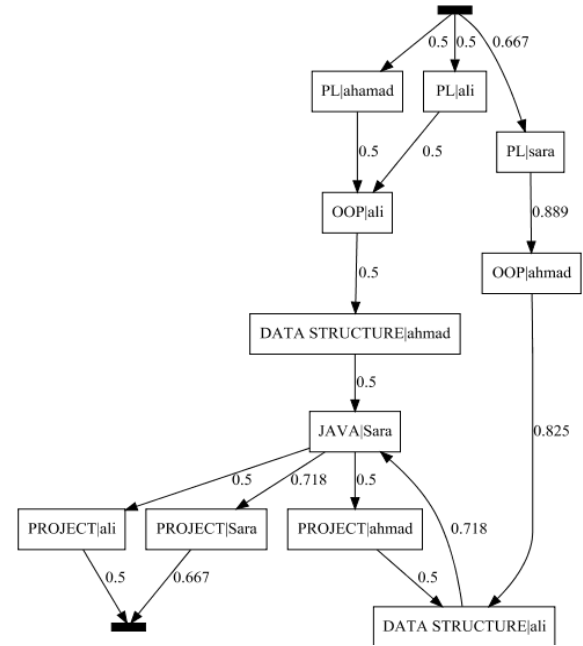 0.5 0.5 0.667
PL|ahamad PL|ali
PL|sara
0.5 0.5
0.889
OOP|ali
OOP|ahmad
0.5
DATA STRUCTURE|ahmad
0.5
JAVA|Sara
0.825
0.5 0.718 0.5
PROJECT|ali PROJECT|Sara PROJECT|ahmad
0.718
0.5 0.667 0.5
DATA STRUCTURE|ali